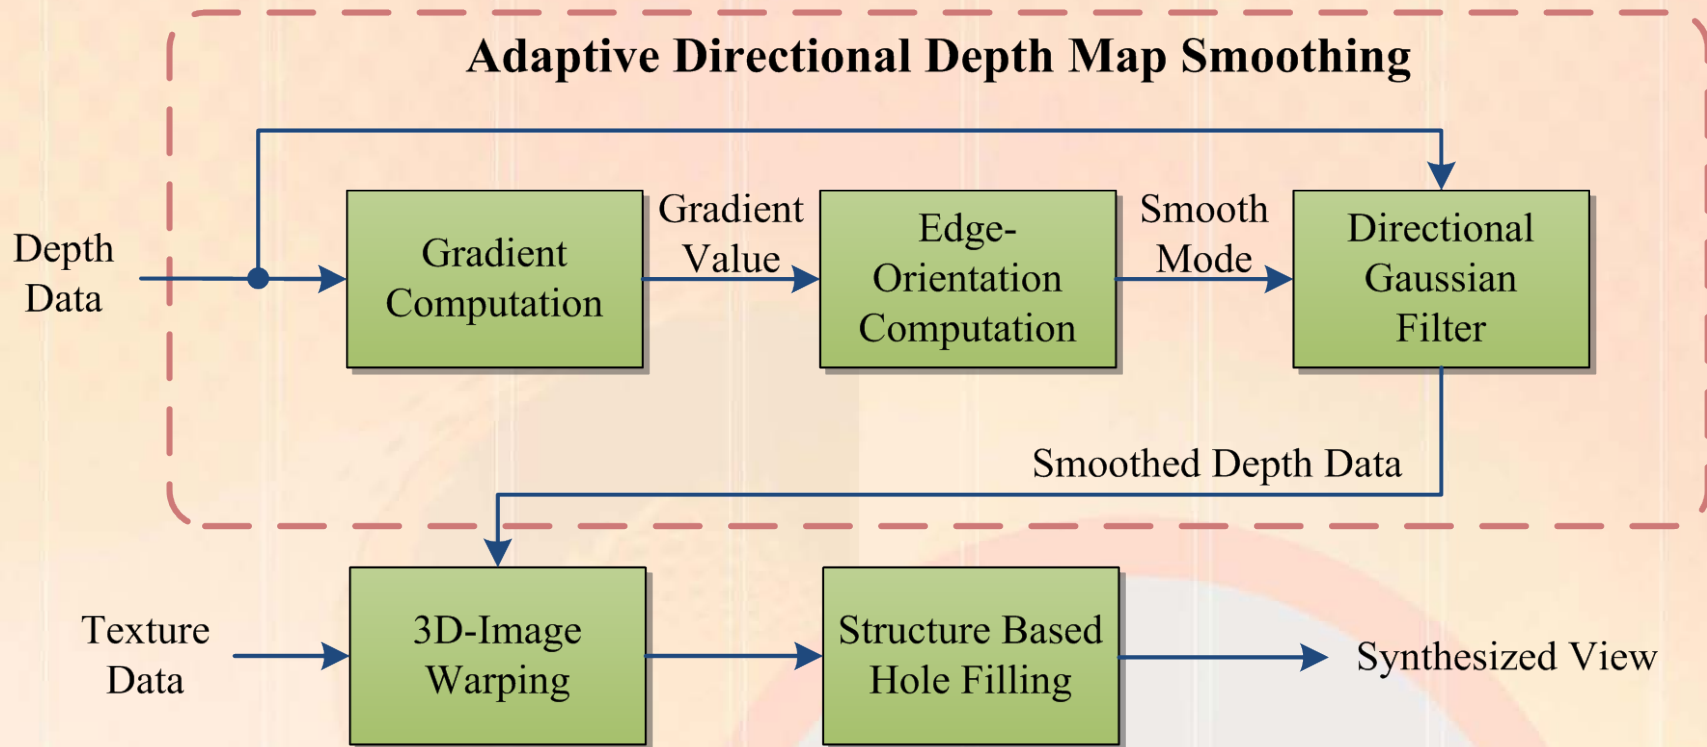 Adaptive Directional Depth Map Smoothing
Depth
Data
Gradient
Computation
Gradient
Value
Edge-
Orientation
Computation
Smooth
Mode
Directional
Gaussian
Filter
Smoothed Depth Data
Texture
Data
3D-Image
Warping
Structure Based
Hole Filling
Synthesized View